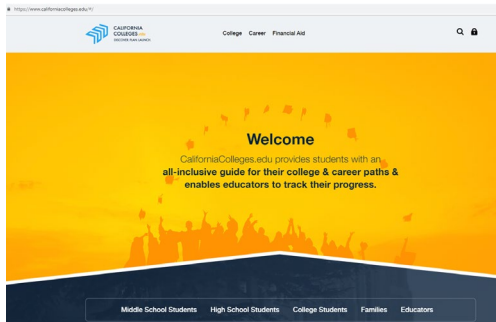 https://www.californiacolleges.edu/#/
CALIFORNIA
COLLEGES.edu
DISCOVER PLAN LAUNCH
College Career Financial Aid
Welcome
CaliforniaColleges.edu provides students with an
all-inclusive guide for their college & career paths &
enables educators to track their progress.
Middle School Students High School Students College Students Families Educators